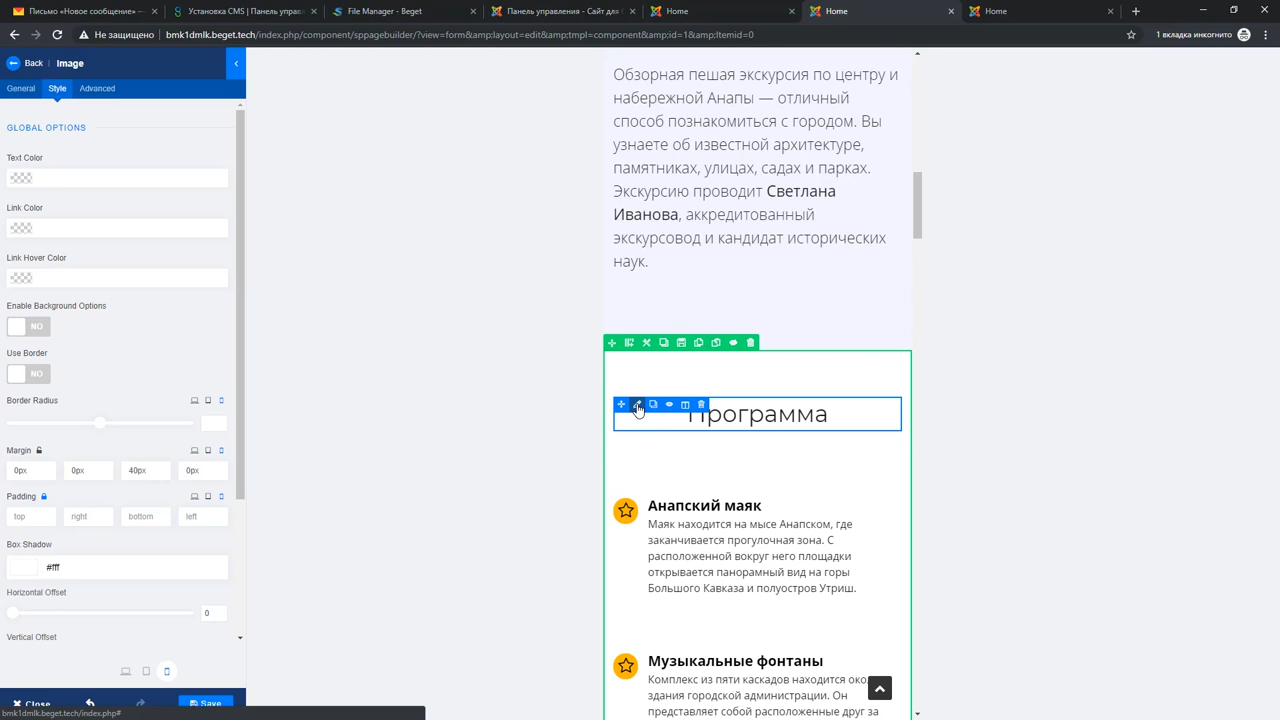 Письмо «Новое сообщение
Установка CMS Панель управл
File Manager - Beget
Панель управления - Сайт дл
Home
Home
Home
Не защищено
bmk1dmlk.beget.tech/index.php/sppagebuilder/?view=form&layout=edit&tmpl=component&id=1&Itemid=0
1 вкладка инкогнито
Back
Image
General
Style
Advanced
GLOBAL OPTIONS
Text Color
Link Color
Link Hover Color
Enable Background Options
NO
Use Border
NO
Border Radius
Margin
0px 0px 40px 0px
Padding
top right bottom left
Box Shadow
#fff
Horizontal Offset
0
Vertical Offset
Close
Save
bmk1dmlk.beget.tech/index.php#
Обзорная пешая экскурсия по центру и
набережной Анапы — отличный
способ познакомиться с городом. Вы
узнаете об известной архитектуре,
памятниках, улицах, садах и парках.
Экскурсию проводит Светлана
Иванова, аккредитованный
экскурсовод и кандидат исторических
наук.
Программа
Анапский маяк
Маяк находится на мысе Анапском, где
заканчивается прогулочная зона. С
расположенной вокруг него площадки
открывается панорамный вид на горы
Большого Кавказа и полуостров Утриш.
Музыкальные фонтаны
Комплекс из пяти каскадов находится око
здания городской администрации. Он
представляет собой расположенные друг за